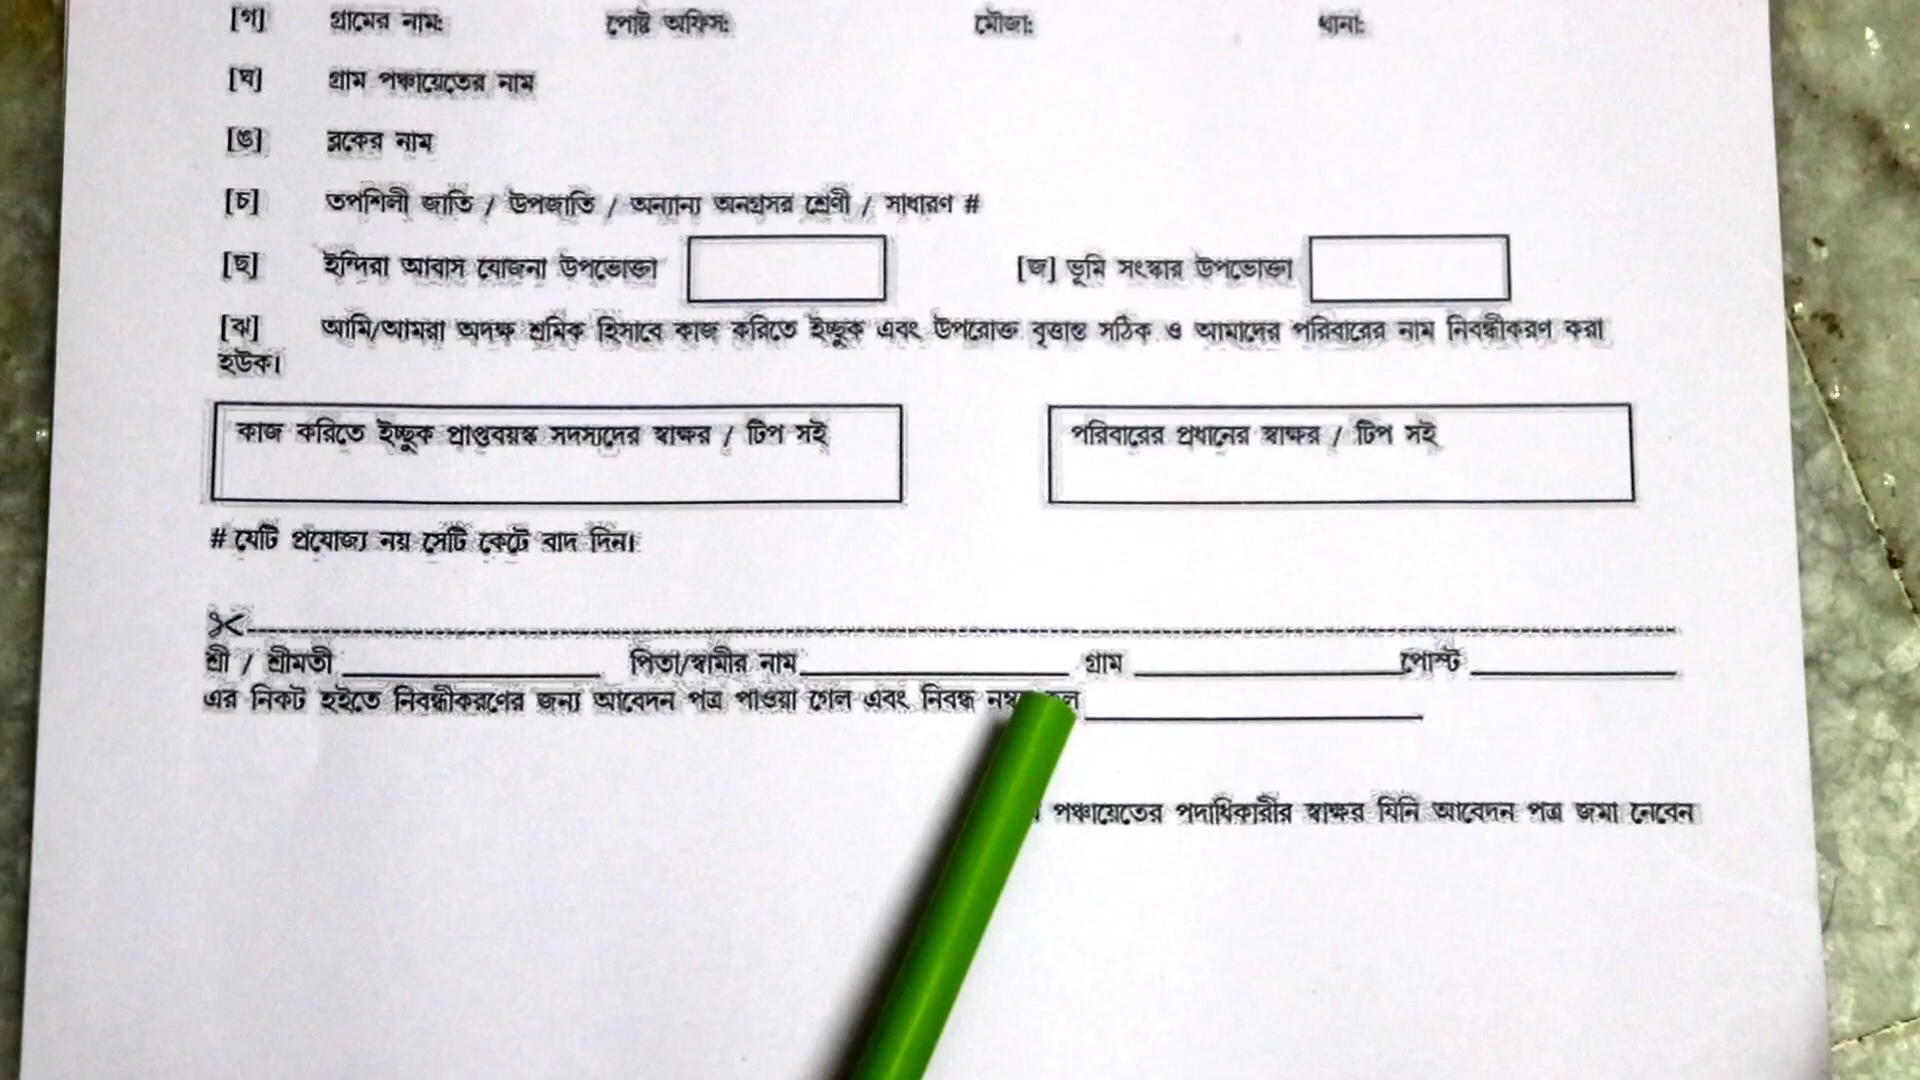 [গ] গ্রামের নাম: পোষ্ট অফিস: মৌজা: থানা:
[ঘ] গ্রাম পঞ্চায়েতের নাম
[ঙ] ব্লকের নাম
[চ] তপশিলী জাতি / উপজাতি / অন্যান্য অনগ্রসর শ্রেণী / সাধারণ #
[ছ] ইন্দিরা আবাস যোজনা উপভোক্তা [জ] ভূমি সংস্কার উপভোক্তা
[ঝ] আমি/আমরা অদক্ষ শ্রমিক হিসাবে কাজ করিতে ইচ্ছুক এবং উপরোক্ত বৃত্তান্ত সঠিক ও আমাদের পরিবারের নাম নিবন্ধীকরণ করা
হউক।
কাজ করিতে ইচ্ছুক প্রাপ্তবয়স্ক সদস্যদের স্বাক্ষর / টিপ সই পরিবারের প্রধানের স্বাক্ষর / টিপ সই
# যেটি প্রযোজ্য নয় সেটি কেটে বাদ দিন।
শ্রী / শ্রীমতী পিতা/স্বামীর নাম গ্রাম পোস্ট
এর নিকট হইতে নিবন্ধীকরণের জন্য আবেদন পত্র পাওয়া গেল এবং নিবন্ধ
পঞ্চায়েতের পদাধিকারীর স্বাক্ষর যিনি আবেদন পত্র জমা নেবেন